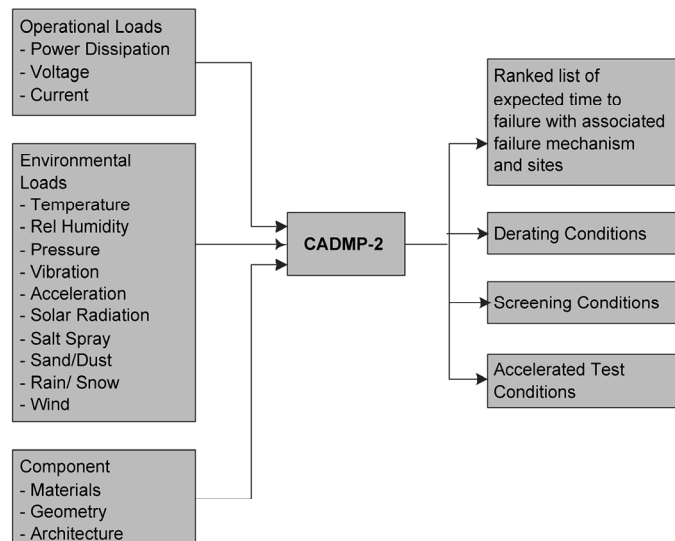 Operational Loads
- Power Dissipation
- Voltage
- Current
Environmental
Loads
- Temperature
- Rel Humidity
- Pressure
- Vibration
- Acceleration
- Solar Radiation
- Salt Spray
- Sand/Dust
- Rain/ Snow
- Wind
Component
- Materials
- Geometry
- Architecture
CADMP-2
Ranked list of
expected time to
failure with associated
failure mechanism
and sites
Derating Conditions
Screening Conditions
Accelerated Test
Conditions